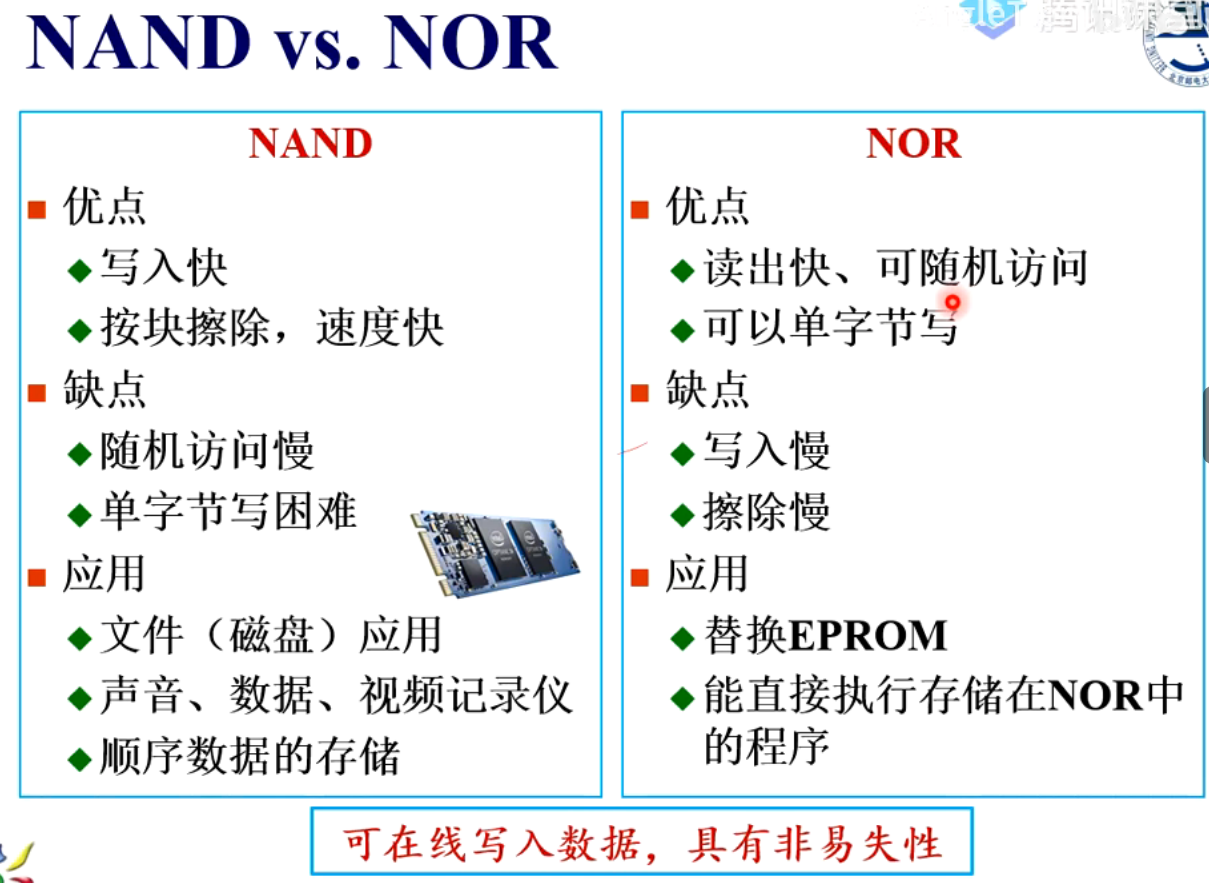 NAND vs. NOR
NAND
优点
写入快
按块擦除，速度快
缺点
随机访问慢
单字节写困难
应用
文件（磁盘）应用
声音、数据、视频记录仪
顺序数据的存储
NOR
优点
读出快、可随机访问
可以单字节写
缺点
写入慢
擦除慢
应用
替换EPROM
能直接执行存储在NOR中
的程序
可在线写入数据，具有非易失性